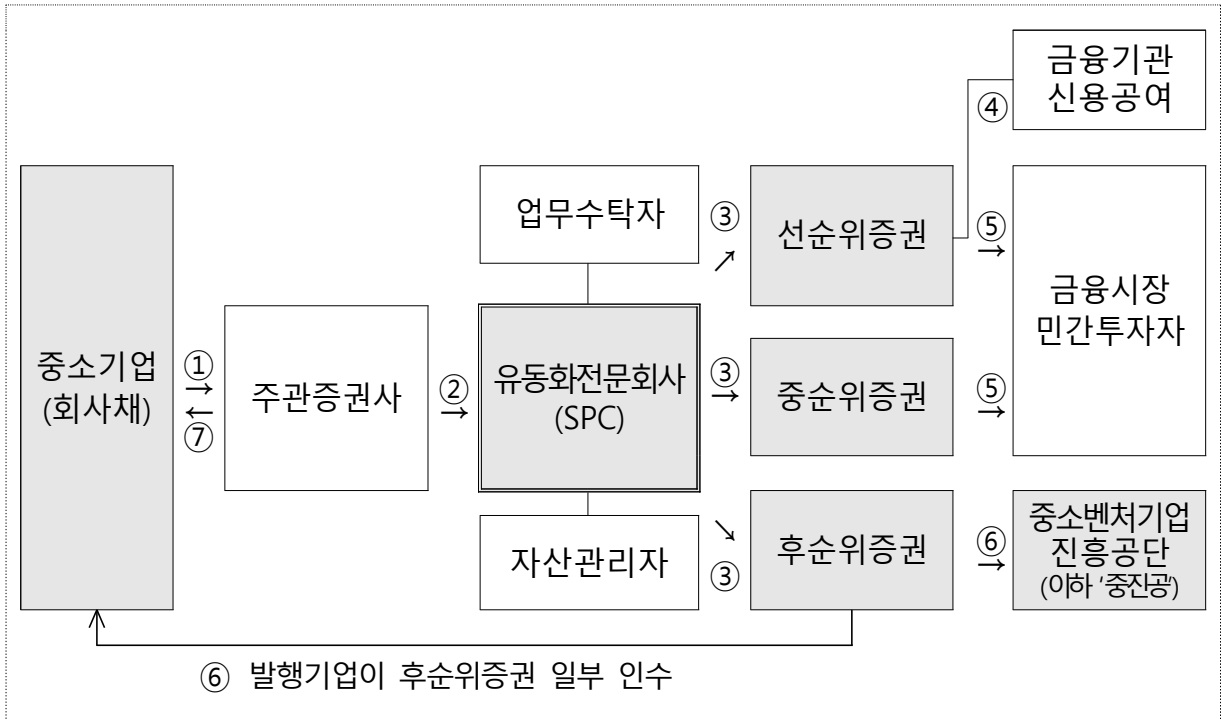 금융기관
신용공여
④
중소기업
(회사채)
①
→
←
⑦
주관증권사
②
→
업무수탁자
유동화전문회사
(SPC)
자산관리자
③
↗
③
→
↘
③
선순위증권
중순위증권
후순위증권
⑤
→
⑤
→
⑥
→
금융시장
민간투자자
중소벤처기업
진흥공단
(이하 '중진공')
⑥ 발행기업이 후순위증권 일부 인수